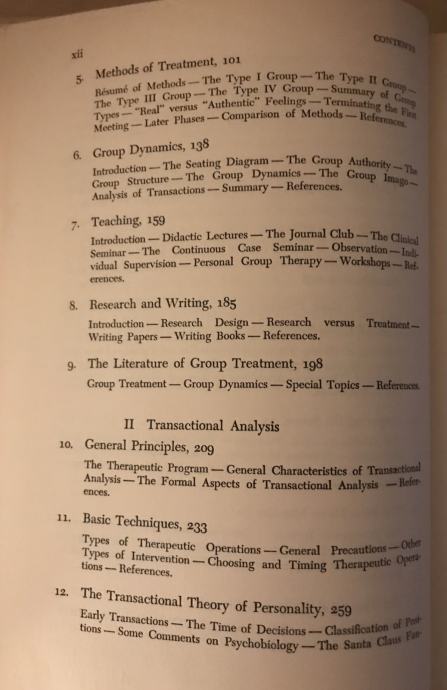 xii
CONTENTS
5. Methods of Treatment, 101
Résumé of Methods — The Type I Group — The Type II Group —
The Type III Group — The Type IV Group — Summary of Group
Types — "Real" versus "Authentic" Feelings — Terminating the First
Meeting — Later Phases — Comparison of Methods — References.
6. Group Dynamics, 138
Introduction — The Seating Diagram — The Group Authority — The
Group Structure — The Group Dynamics — The Group Imago —
Analysis of Transactions — Summary — References.
7. Teaching, 159
Introduction — Didactic Lectures — The Journal Club — The Clinical
Seminar — The Continuous Case Seminar — Observation — Indi-
vidual Supervision — Personal Group Therapy — Workshops — Ref-
erences.
8. Research and Writing, 185
Introduction — Research Design — Research versus Treatment —
Writing Papers — Writing Books — References.
9. The Literature of Group Treatment, 198
Group Treatment — Group Dynamics — Special Topics — References.
II Transactional Analysis
10. General Principles, 209
The Therapeutic Program — General Characteristics of Transactional
Analysis — The Formal Aspects of Transactional Analysis — Refer-
ences.
11. Basic Techniques, 233
Types of Therapeutic Operations — General Precautions — Other
Types of Intervention — Choosing and Timing Therapeutic Opera-
tions — References.
12. The Transactional Theory of Personality, 259
Early Transactions — The Time of Decisions — Classification of Posi-
tions — Some Comments on Psychobiology — The Santa Claus Fan-